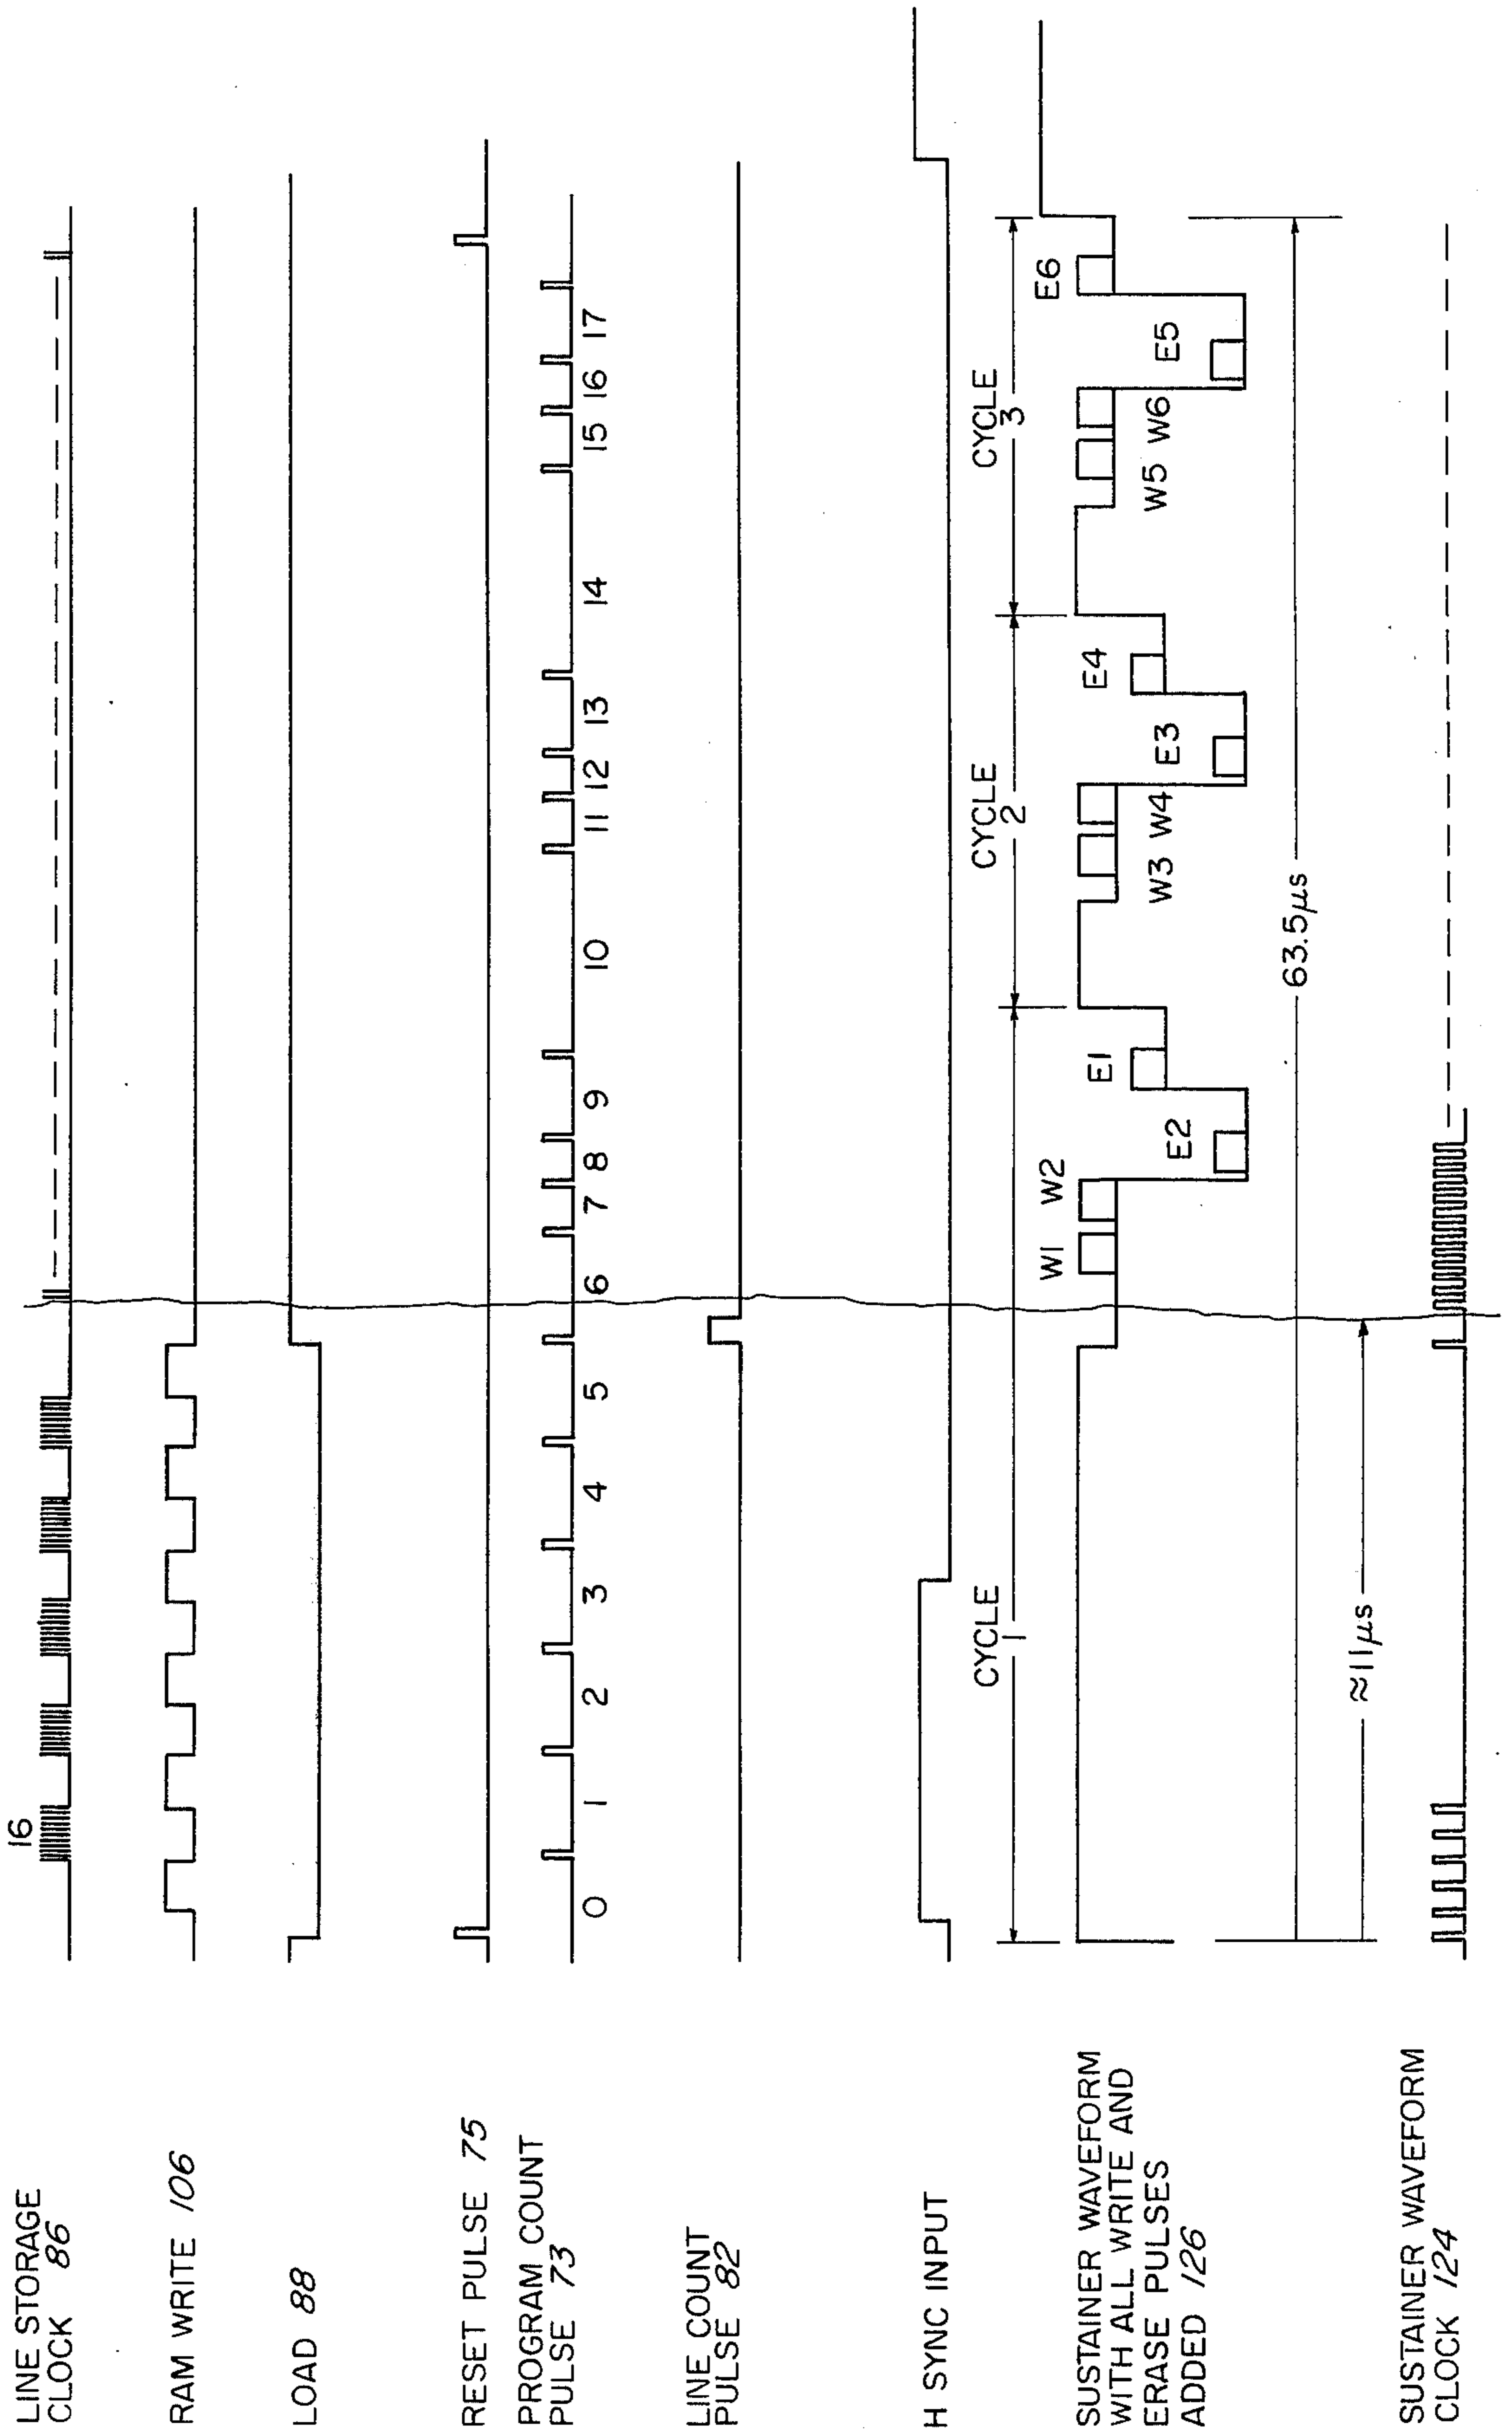 LINE STORAGE
CLOCK 86
16
RAM WRITE 106
LOAD 88
RESET PULSE 75
PROGRAM COUNT
PULSE 73
0 1 2 3 4 5 6 7 8 9 10 11 12 13 14 15 16 17
LINE COUNT
PULSE 82
H SYNC INPUT
CYCLE
1
CYCLE
2
CYCLE
3
SUSTAINER WAVEFORM
WITH ALL WRITE AND
ERASE PULSES
ADDED 126
W1 W2
E2
E1
W3 W4
E3
E4
W5 W6
E5
E6
63.5μs
≈11μs
SUSTAINER WAVEFORM
CLOCK 124